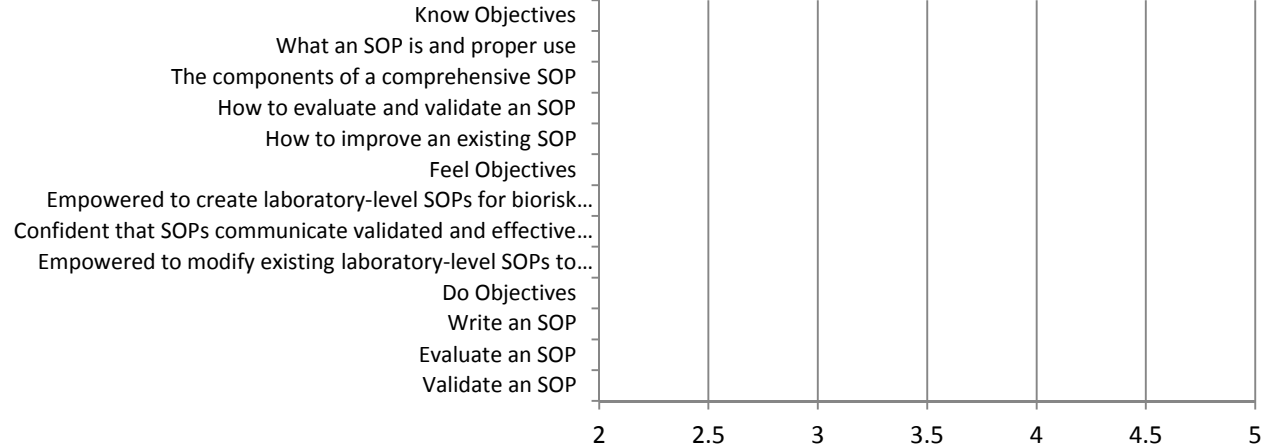 Know Objectives
What an SOP is and proper use
The components of a comprehensive SOP
How to evaluate and validate an SOP
How to improve an existing SOP
Feel Objectives
Empowered to create laboratory-level SOPs for biorisk...
Confident that SOPs communicate validated and effective...
Empowered to modify existing laboratory-level SOPs to...
Do Objectives
Write an SOP
Evaluate an SOP
Validate an SOP
2 2.5 3 3.5 4 4.5 5